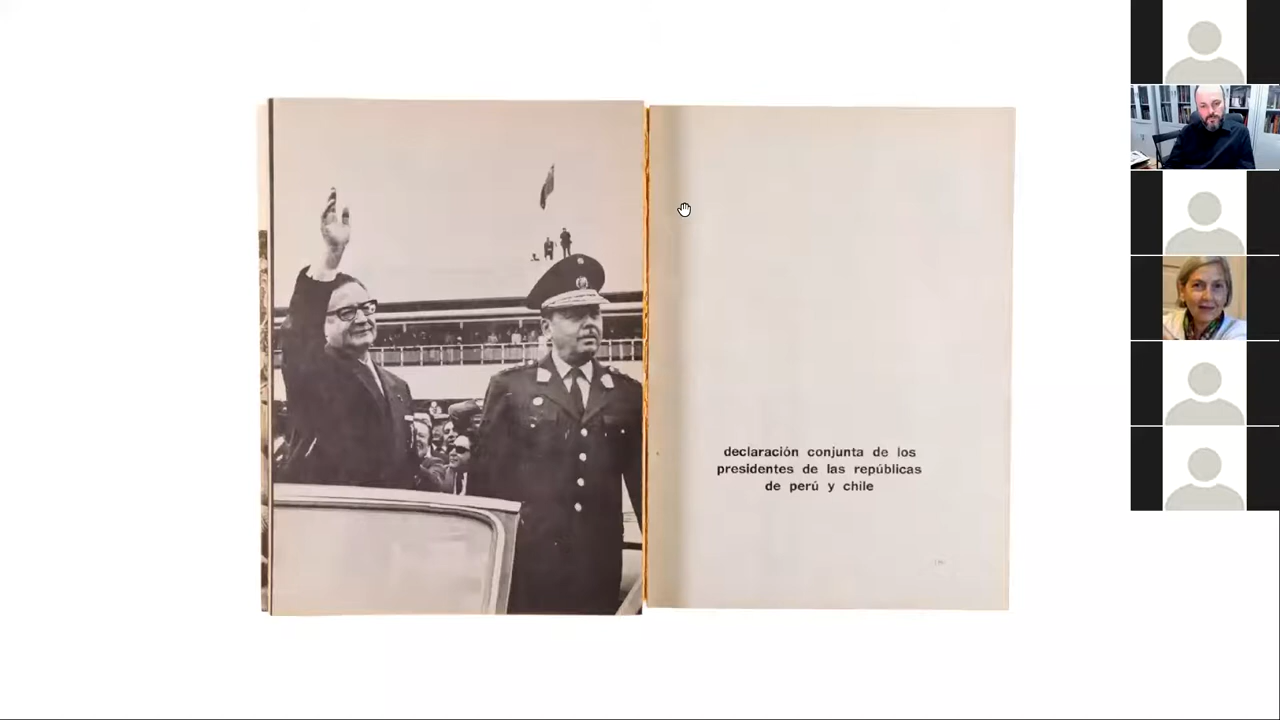 declaración conjunta de los
presidentes de las repúblicas
de perú y chile